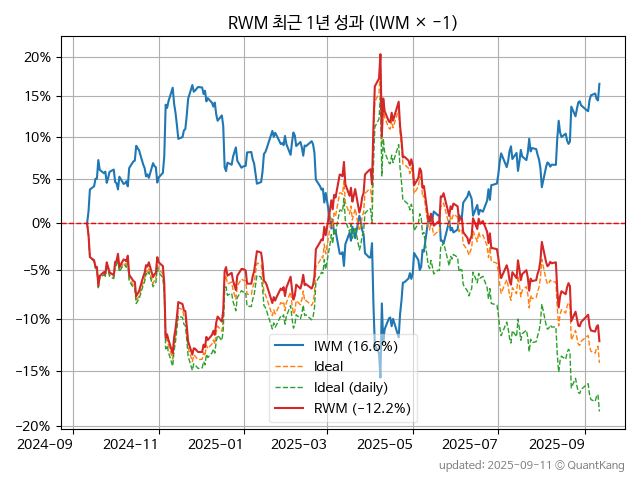 RWM 최근 1년 성과 (IWM × −1)
20%
15%
10%
5%
0%
−5%
−10%
−15%
−20%
IWM (16.6%)
Ideal
Ideal (daily)
RWM (−12.2%)
2024-09
2024-11
2025-01
2025-03
2025-05
2025-07
2025-09
updated: 2025-09-11 © QuantKang